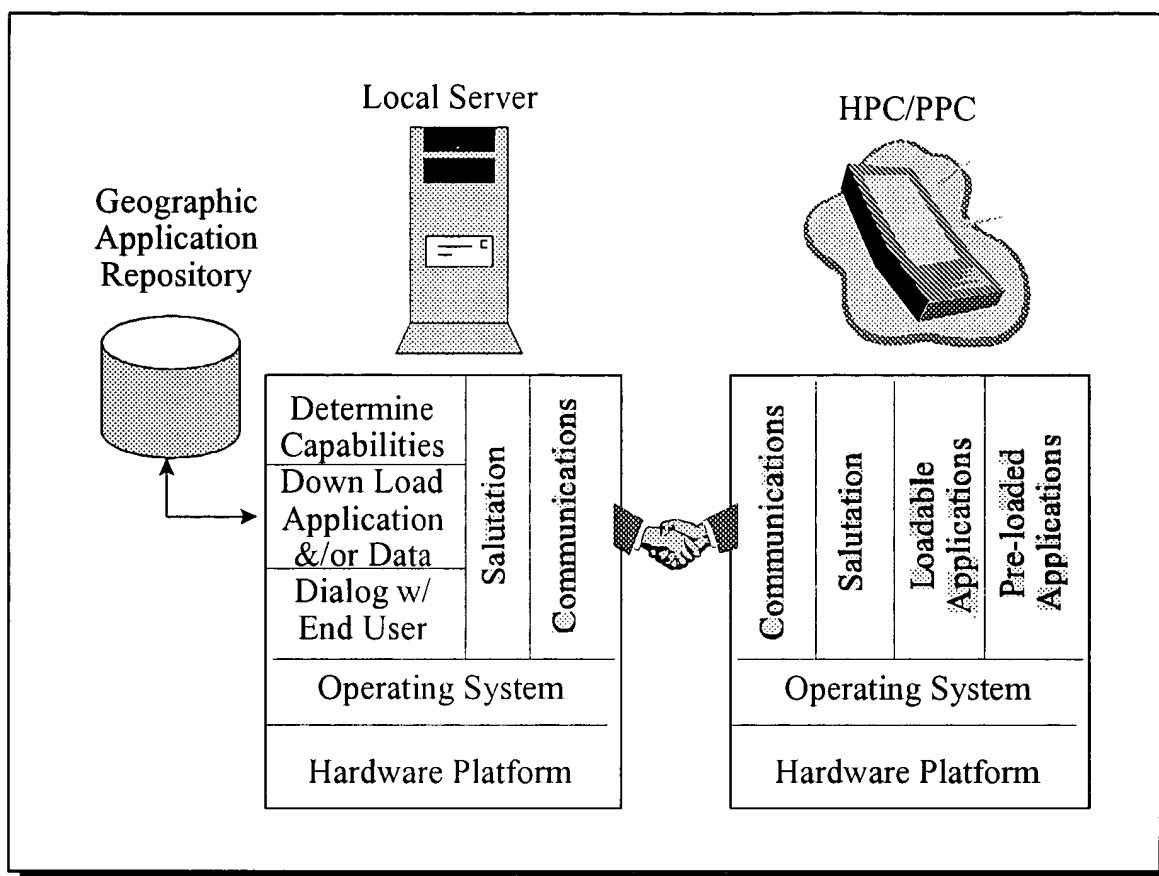 Local Server
HPC/PPC
Geographic
Application
Repository
Determine
Capabilities
Down Load
Application
&/or Data
Dialog w/
End User
Salutation
Communications
Operating System
Hardware Platform
Communications
Salutation
Loadable
Applications
Pre-loaded
Applications
Operating System
Hardware Platform